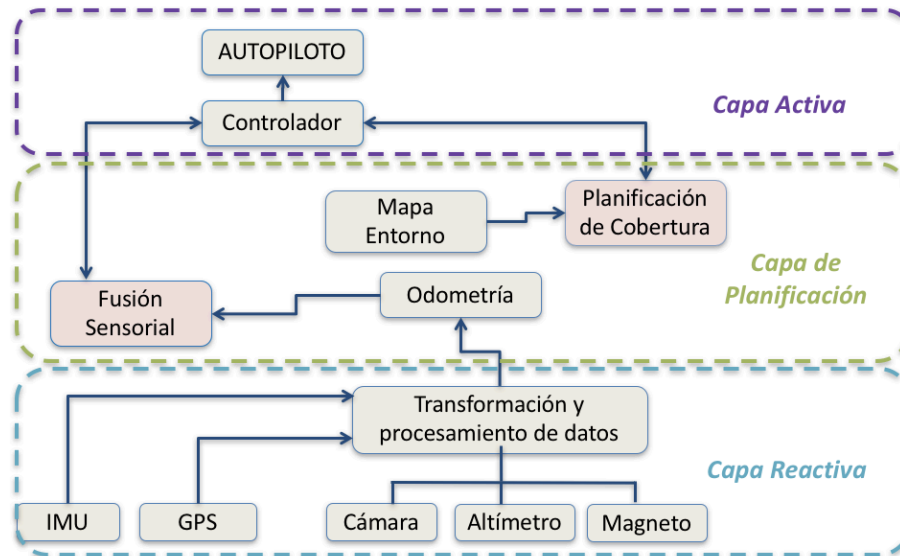 AUTOPILOTO
Controlador
Capa Activa
Mapa
Entorno
Planificación
de Cobertura
Capa de
Planificación
Fusión
Sensorial
Odometría
Transformación y
procesamiento de datos
Capa Reactiva
IMU
GPS
Cámara
Altímetro
Magneto